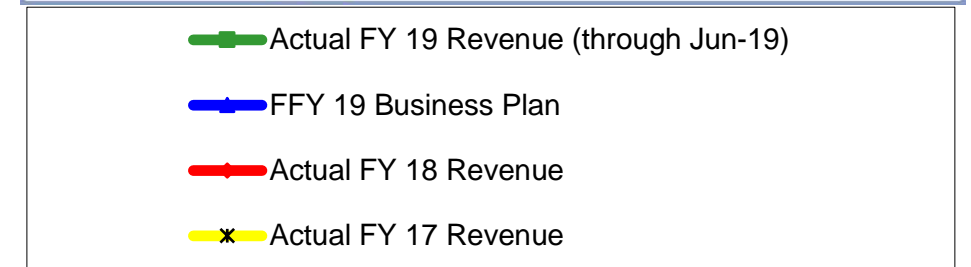 Actual FY 19 Revenue (through Jun-19)
FFY 19 Business Plan
Actual FY 18 Revenue
Actual FY 17 Revenue